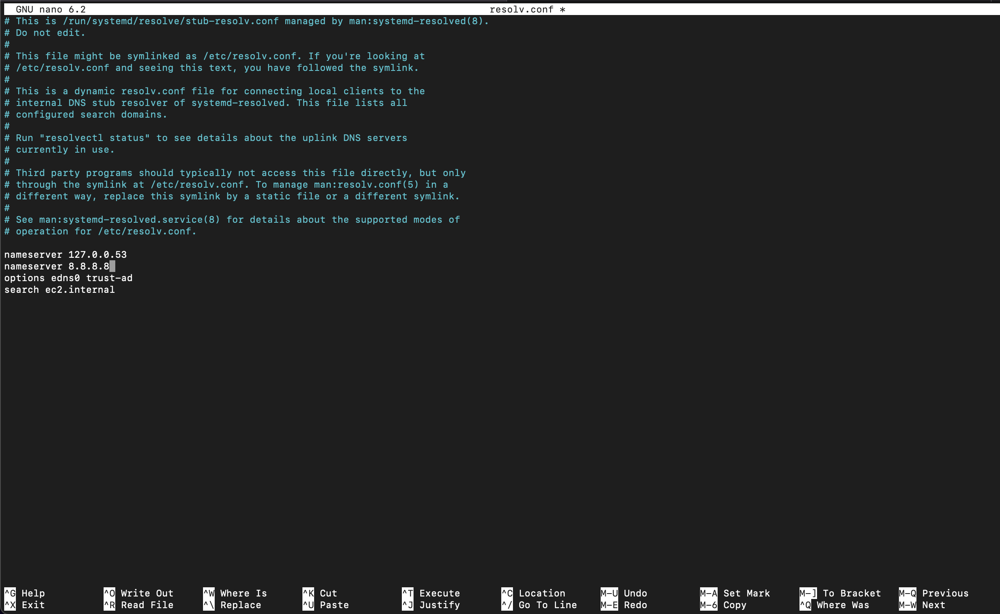 GNU nano 6.2 resolv.conf *
# This is /run/systemd/resolve/stub-resolv.conf managed by man:systemd-resolved(8).
# Do not edit.
#
# This file might be symlinked as /etc/resolv.conf. If you're looking at
# /etc/resolv.conf and seeing this text, you have followed the symlink.
#
# This is a dynamic resolv.conf file for connecting local clients to the
# internal DNS stub resolver of systemd-resolved. This file lists all
# configured search domains.
#
# Run "resolvectl status" to see details about the uplink DNS servers
# currently in use.
#
# Third party programs should typically not access this file directly, but only
# through the symlink at /etc/resolv.conf. To manage man:resolv.conf(5) in a
# different way, replace this symlink by a static file or a different symlink.
#
# See man:systemd-resolved.service(8) for details about the supported modes of
# operation for /etc/resolv.conf.

nameserver 127.0.0.53
nameserver 8.8.8.8
options edns0 trust-ad
search ec2.internal
^G Help ^O Write Out ^W Where Is ^K Cut ^T Execute ^C Location M-U Undo M-A Set Mark M-] To Bracket M-Q Previous
^X Exit ^R Read File ^\ Replace ^U Paste ^J Justify ^/ Go To Line M-E Redo M-6 Copy ^Q Where Was M-W Next